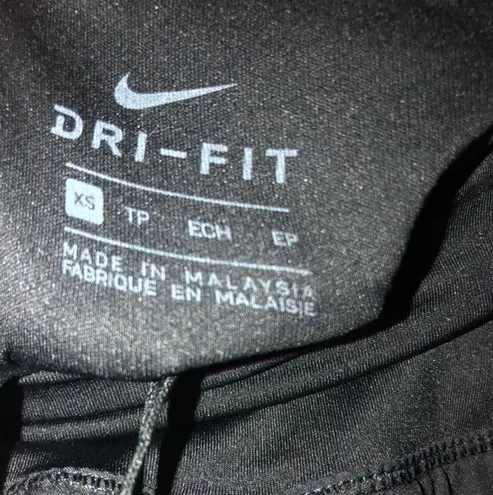 DRI-FIT
XS TP ECH EP
MADE IN MALAYSIA
FABRIQUE EN MALAISIE